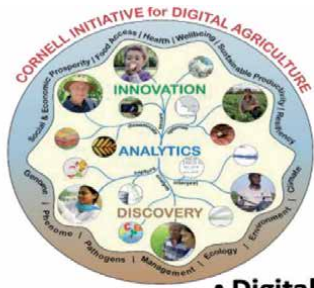 CORNELL INITIATIVE for DIGITAL AGRICULTURE
Social & Economic Prosperity | Food Access | Health | Wellbeing | Sustainable Productivity | Resiliency
INNOVATION
ANALYTICS
DISCOVERY
Genome | Phenome | Pathogens | Management | Ecology | Environment | Climate
• Digital